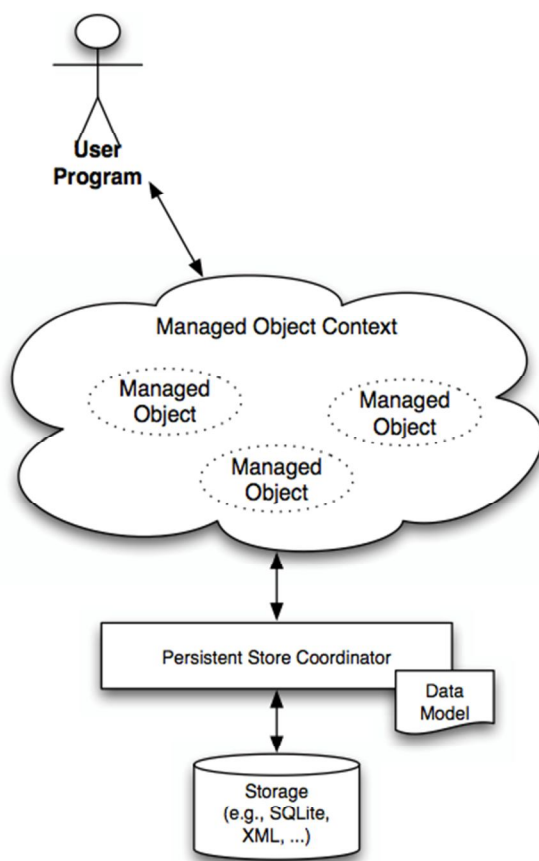 User
Program
Managed Object Context
Managed
Object
Managed
Object
Managed
Object
Persistent Store Coordinator
Data
Model
Storage
(e.g., SQLite,
XML, ...)